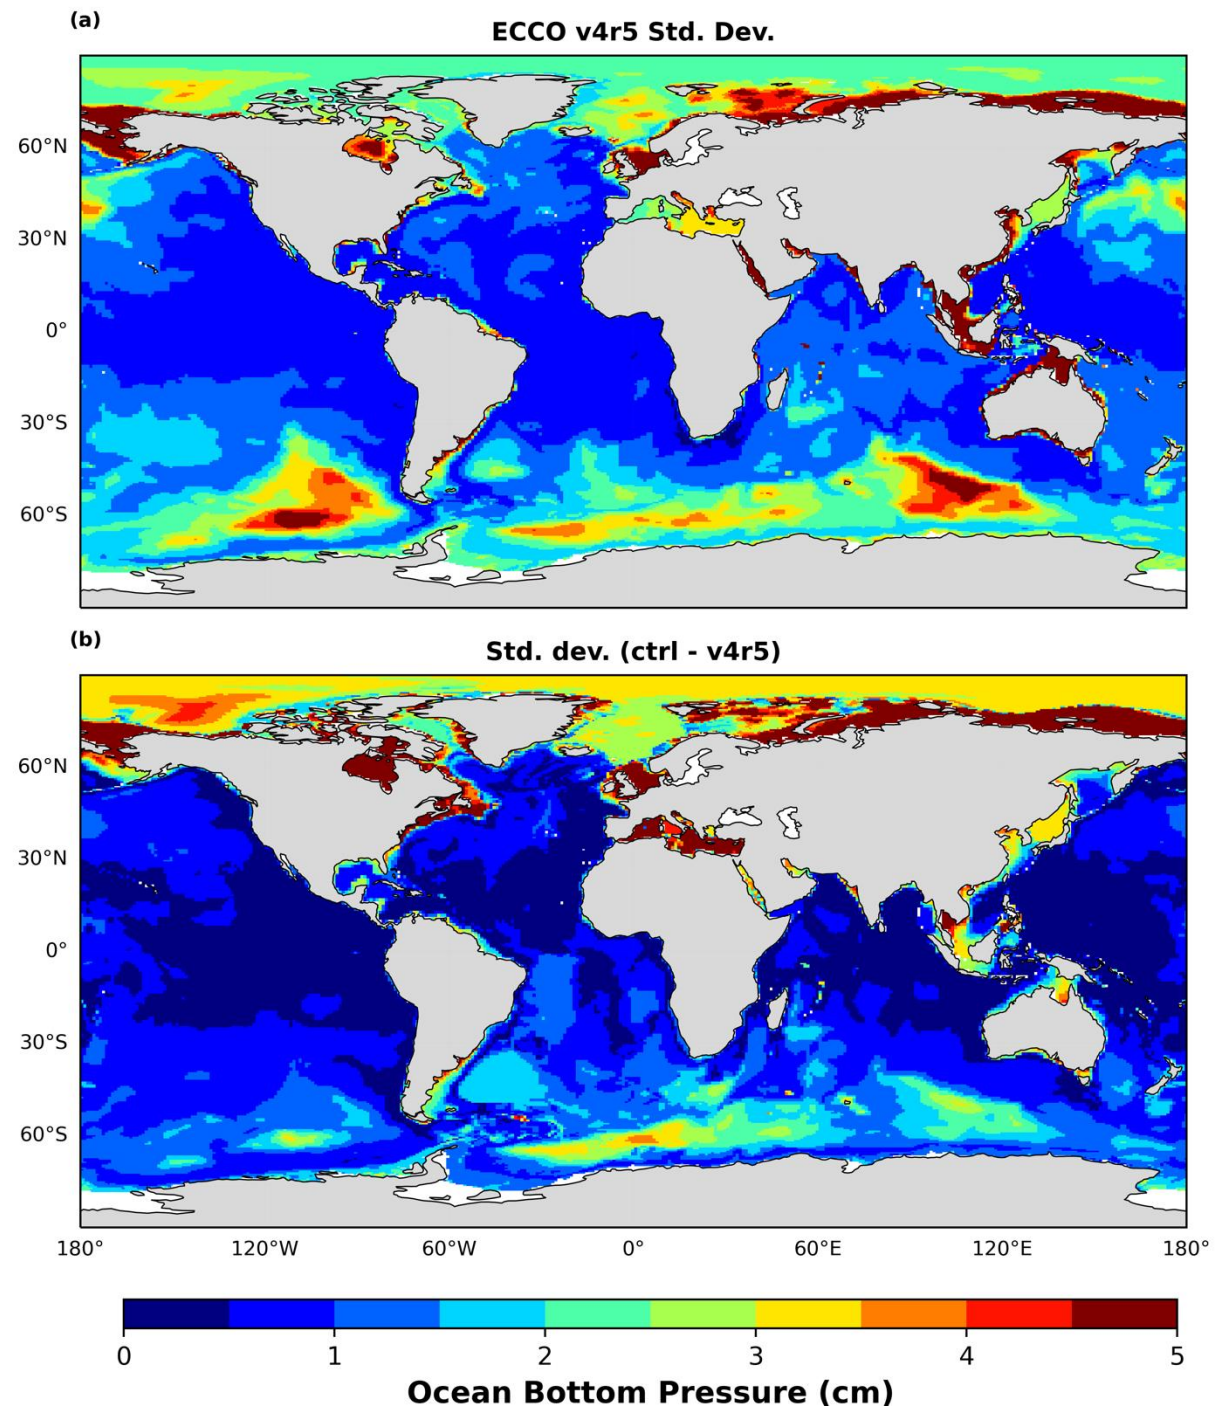 (a)
ECCO v4r5 Std. Dev.
60°N
30°N
0°
30°S
60°S
(b)
Std. dev. (ctrl - v4r5)
60°N
30°N
0°
30°S
60°S
180° 120°W 60°W 0° 60°E 120°E 180°
0 1 2 3 4 5
Ocean Bottom Pressure (cm)